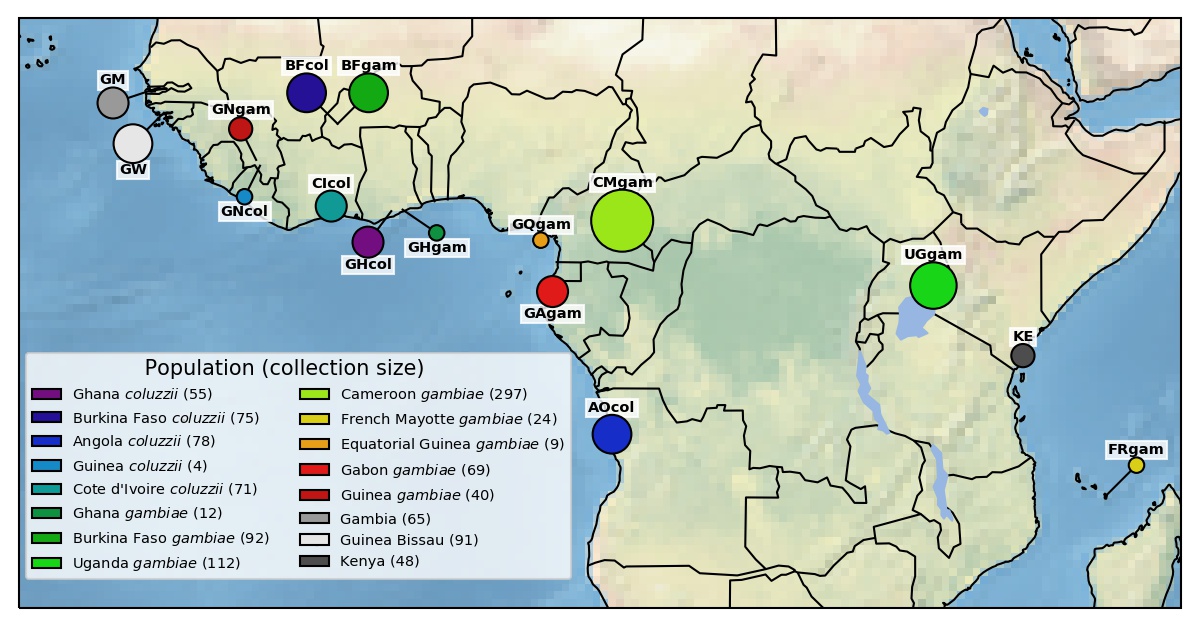 BFcol BFgam
GM
GNgam
GW
CMgam
CIcol
GNcol
GQgam
GHgam
UGgam
GHcol
GAgam
KE
AOcol
FRgam
Population (collection size)
Ghana coluzzii (55)
Burkina Faso coluzzii (75)
Angola coluzzii (78)
Guinea coluzzii (4)
Cote d'Ivoire coluzzii (71)
Ghana gambiae (12)
Burkina Faso gambiae (92)
Uganda gambiae (112)
Cameroon gambiae (297)
French Mayotte gambiae (24)
Equatorial Guinea gambiae (9)
Gabon gambiae (69)
Guinea gambiae (40)
Gambia (65)
Guinea Bissau (91)
Kenya (48)